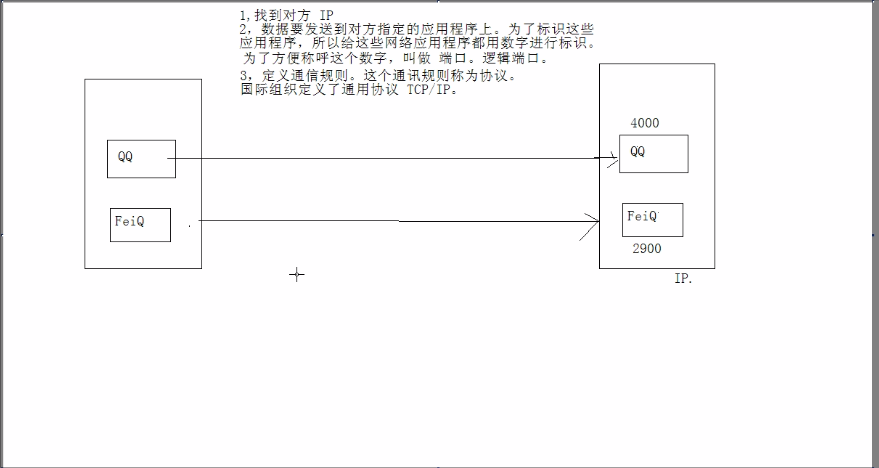 1,找到对方 IP
2，数据要发送到对方指定的应用程序上。为了标识这些
应用程序，所以给这些网络应用程序都用数字进行标识。
为了方便称呼这个数字，叫做 端口。逻辑端口。
3，定义通信规则。这个通讯规则称为协议。
国际组织定义了通用协议 TCP/IP。
4000
QQ
QQ
FeiQ
FeiQ
2900
IP.